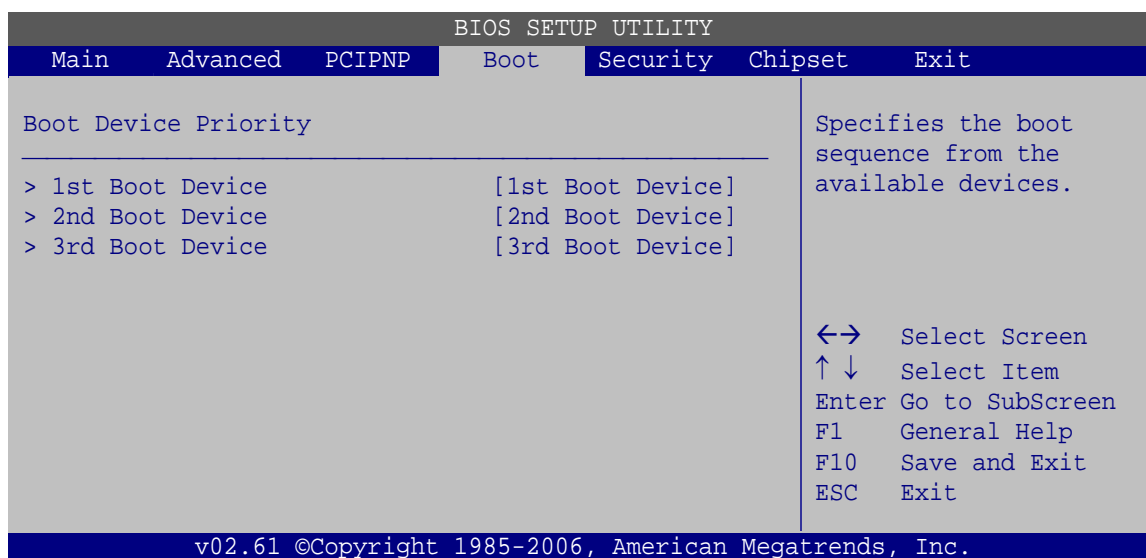 BIOS SETUP UTILITY
Main Advanced PCIPNP Boot Security Chipset Exit
Boot Device Priority
> 1st Boot Device [1st Boot Device]
> 2nd Boot Device [2nd Boot Device]
> 3rd Boot Device [3rd Boot Device]
Specifies the boot
sequence from the
available devices.
←→ Select Screen
↑ ↓ Select Item
Enter Go to SubScreen
F1 General Help
F10 Save and Exit
ESC Exit
v02.61 ©Copyright 1985-2006, American Megatrends, Inc.